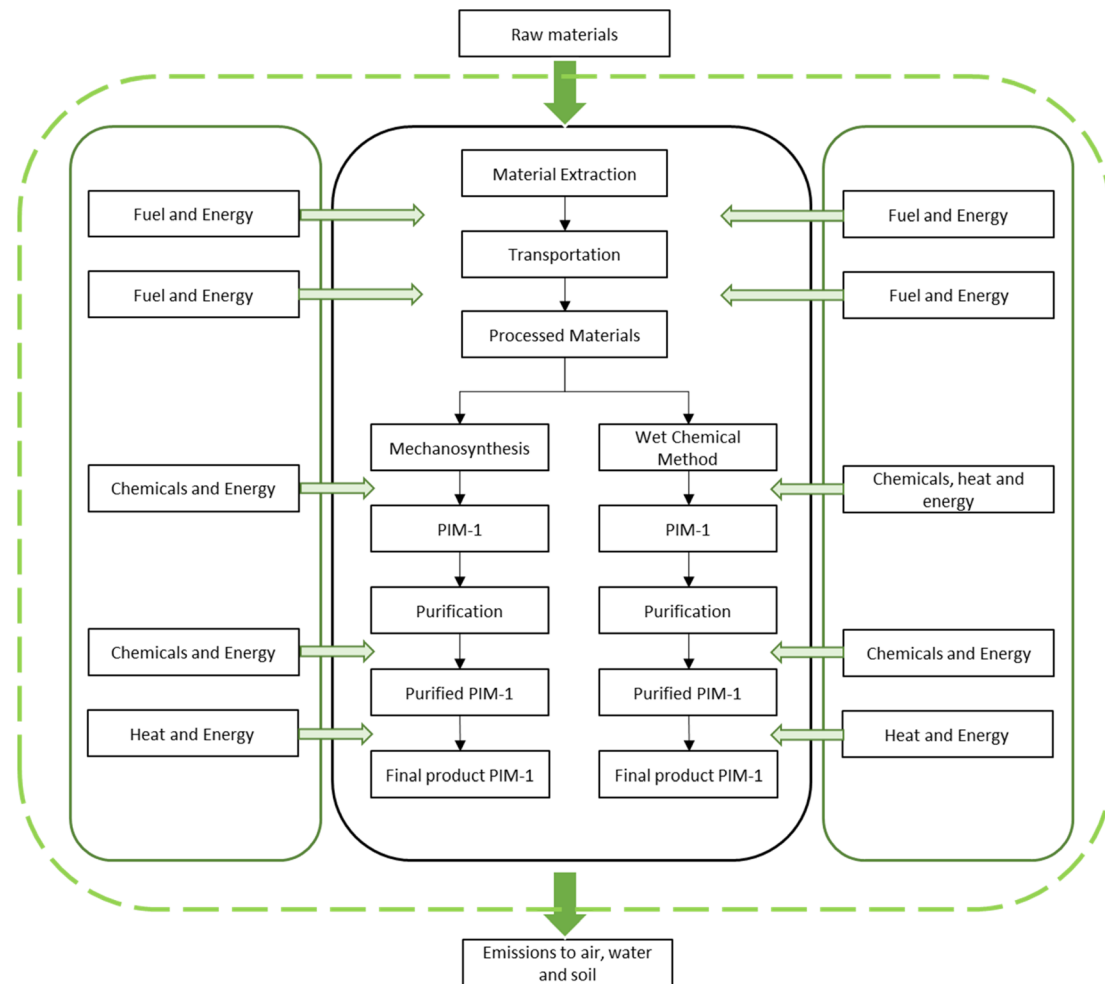 Raw materials
Material Extraction
Fuel and Energy
Fuel and Energy
Transportation
Fuel and Energy
Fuel and Energy
Processed Materials
Mechanosynthesis
Wet Chemical
Method
Chemicals and Energy
Chemicals, heat and
energy
PIM-1
PIM-1
Purification
Purification
Chemicals and Energy
Chemicals and Energy
Purified PIM-1
Purified PIM-1
Heat and Energy
Heat and Energy
Final product PIM-1
Final product PIM-1
Emissions to air, water
and soil